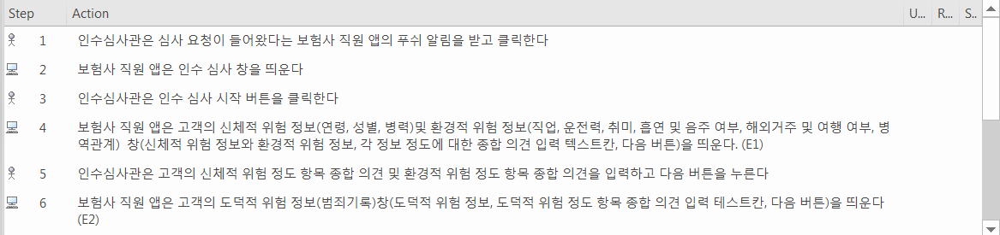 Step Action U... R... S..
1 인수심사관은 심사 요청이 들어왔다는 보험사 직원 앱의 푸쉬 알림을 받고 클릭한다
2 보험사 직원 앱은 인수 심사 창을 띄운다
3 인수심사관은 인수 심사 시작 버튼을 클릭한다
4 보험사 직원 앱은 고객의 신체적 위험 정보(연령, 성별, 병력)및 환경적 위험 정보(직업, 운전력, 취미, 흡연 및 음주 여부, 해외거주 및 여행 여부, 병
역관계) 창(신체적 위험 정보와 환경적 위험 정보, 각 정보 정도에 대한 종합 의견 입력 텍스트칸, 다음 버튼)을 띄운다. (E1)
5 인수심사관은 고객의 신체적 위험 정도 항목 종합 의견 및 환경적 위험 정도 항목 종합 의견을 입력하고 다음 버튼을 누른다
6 보험사 직원 앱은 고객의 도덕적 위험 정보(범죄기록)창(도덕적 위험 정보, 도덕적 위험 정도 항목 종합 의견 입력 테스트칸, 다음 버튼)을 띄운다
(E2)